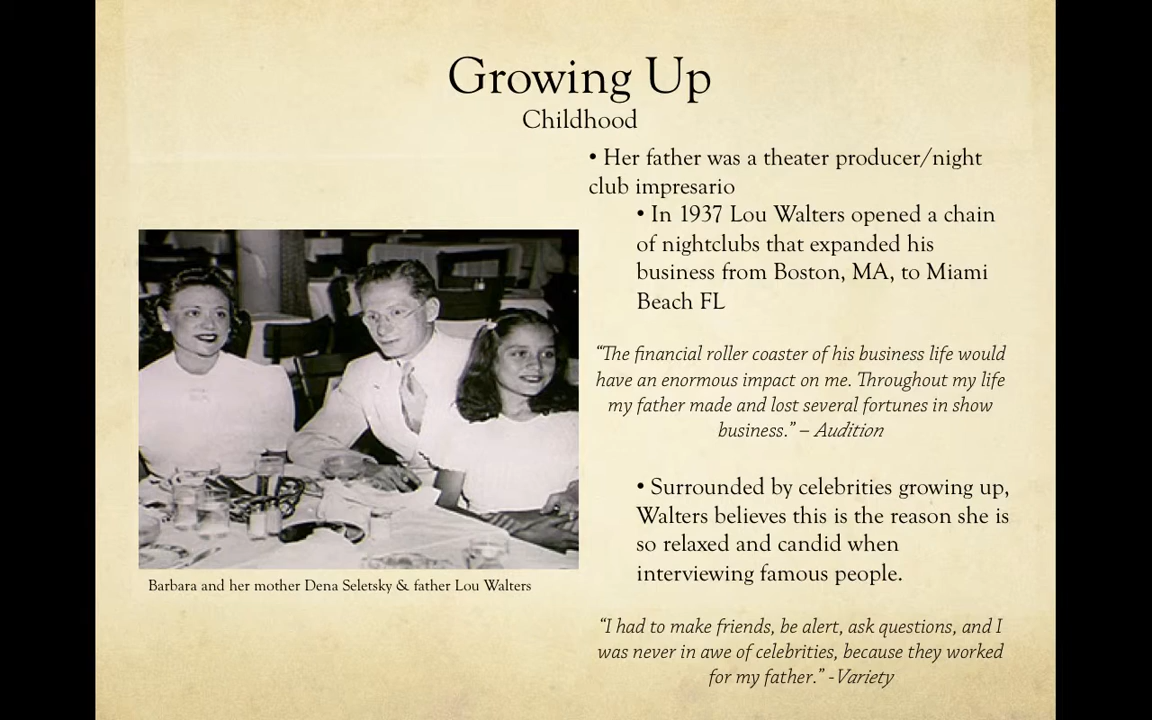 Growing Up
Childhood
• Her father was a theater producer/night
club impresario
• In 1937 Lou Walters opened a chain
of nightclubs that expanded his
business from Boston, MA, to Miami
Beach FL
“The financial roller coaster of his business life would
have an enormous impact on me. Throughout my life
my father made and lost several fortunes in show
business.” – Audition
• Surrounded by celebrities growing up,
Walters believes this is the reason she is
so relaxed and candid when
interviewing famous people.
“I had to make friends, be alert, ask questions, and I
was never in awe of celebrities, because they worked
for my father.” -Variety
Barbara and her mother Dena Seletsky & father Lou Walters